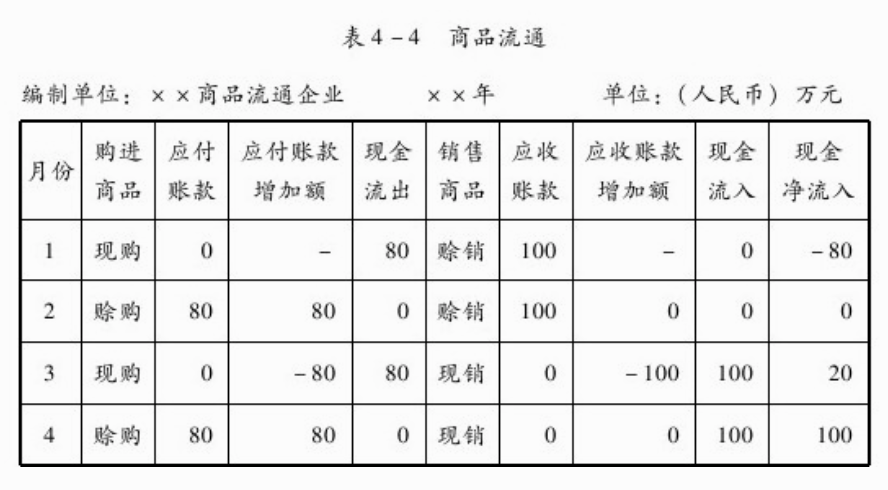 表4-4 商品流通
编制单位：××商品流通企业 ××年 单位：(人民币) 万元
月份 购进商品 应付账款 应付账款增加额 现金流出 销售商品 应收账款 应收账款增加额 现金流入 现金净流入
1 现购 0 - 80 赊销 100 - 0 -80
2 赊购 80 80 0 赊销 100 0 0 0
3 现购 0 -80 80 现销 0 -100 100 20
4 赊购 80 80 0 现销 0 0 100 100